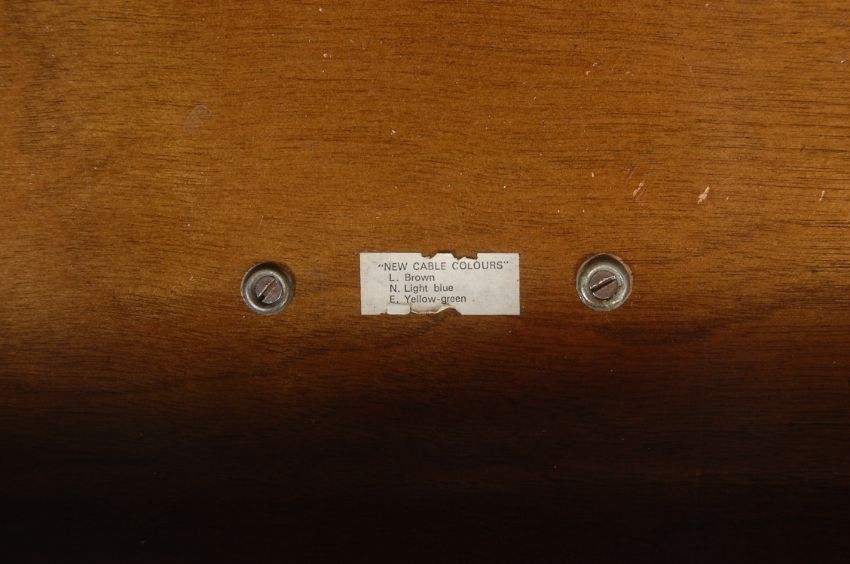 "NEW CABLE COLOURS"
L. Brown
N. Light blue
E. Yellow-green